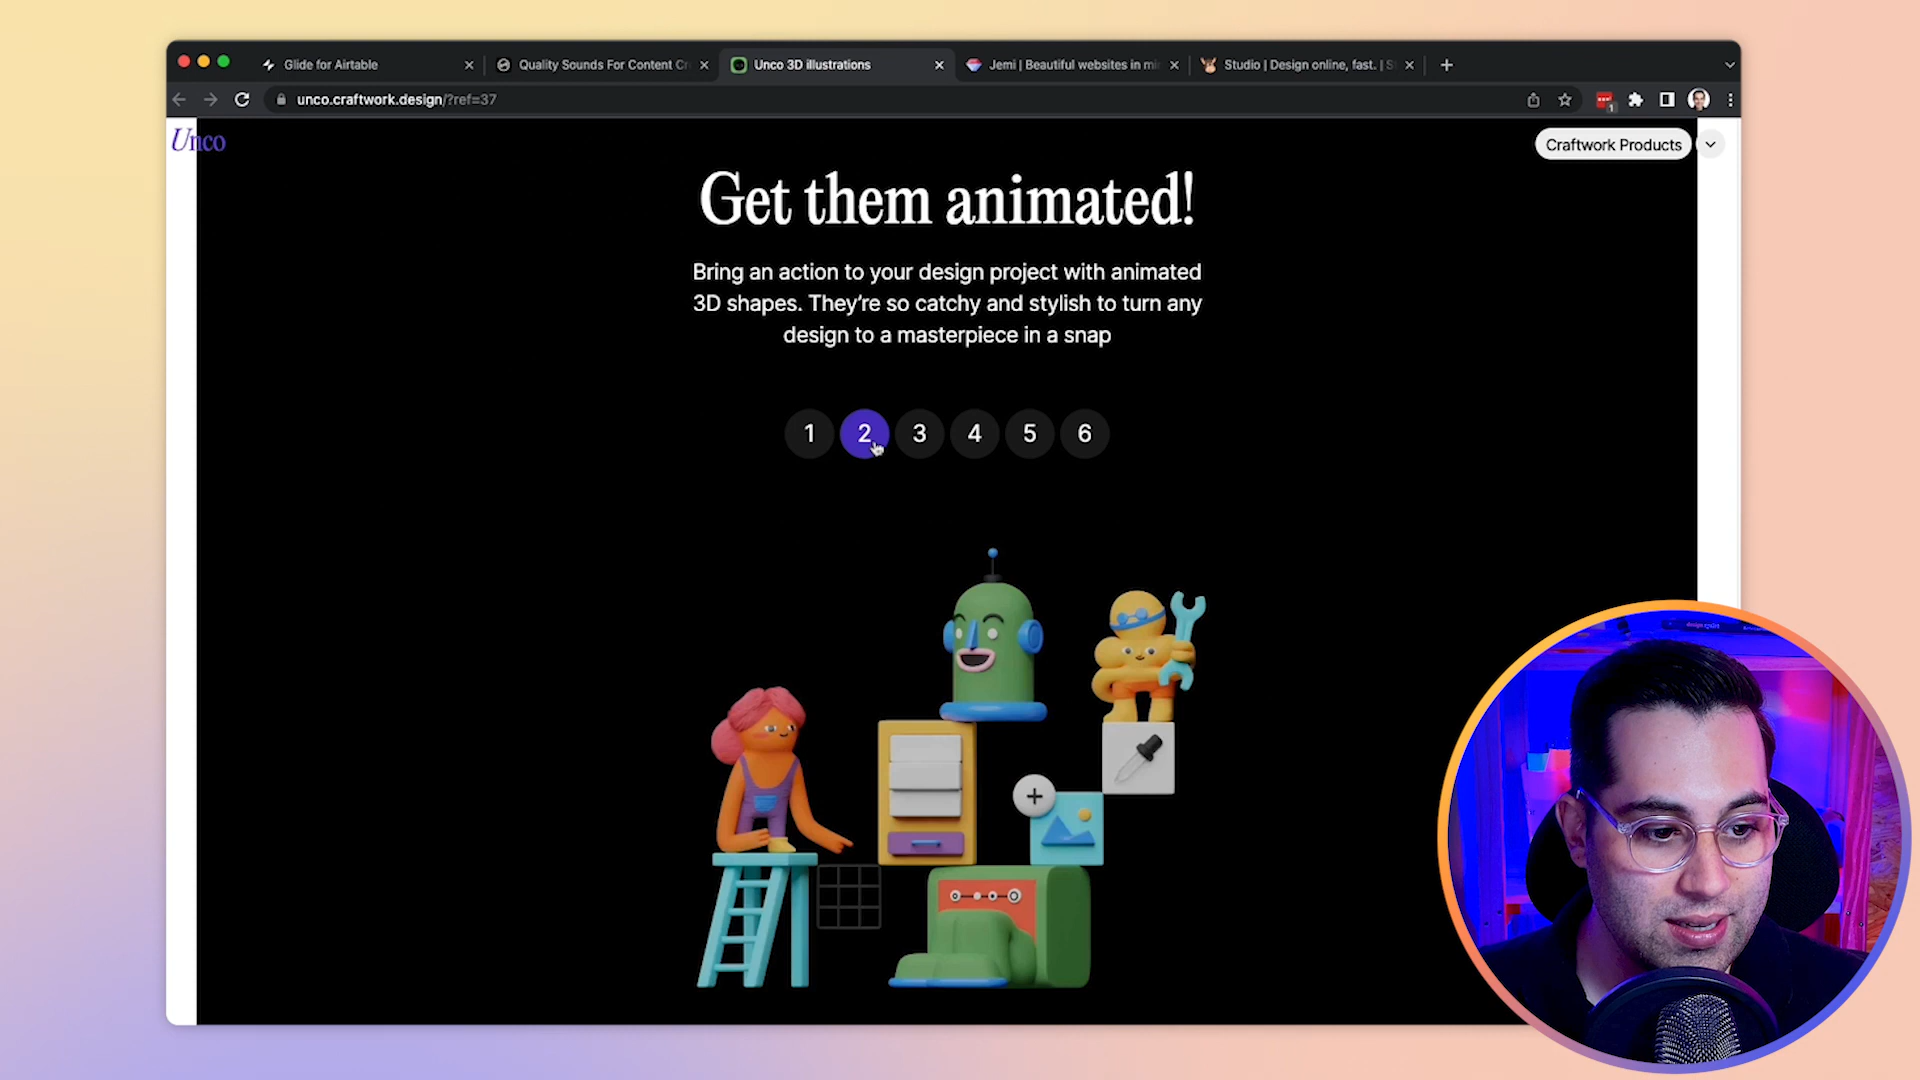 Glide for Airtable
Quality Sounds For Content Cr
Unco 3D illustrations
Jemi | Beautiful websites in mi
Studio | Design online, fast. | S
unco.craftwork.design/?ref=37
1
Unco
Craftwork Products
Get them animated!
Bring an action to your design project with animated
3D shapes. They’re so catchy and stylish to turn any
design to a masterpiece in a snap
1 2 3 4 5 6